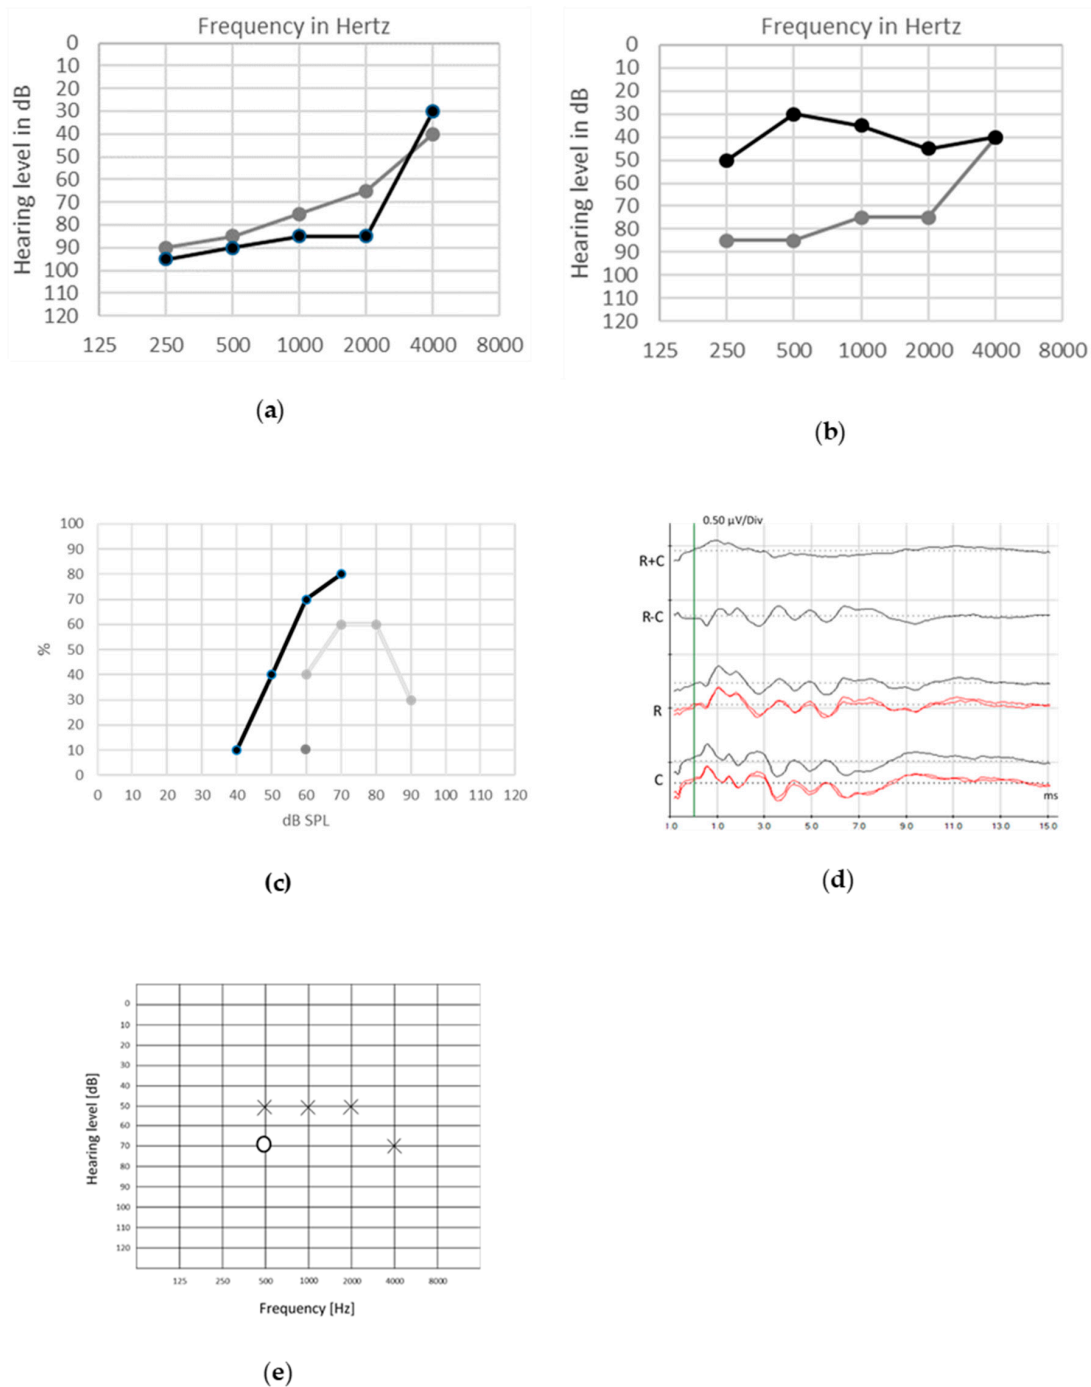 Frequency in Hertz
Hearing level in dB
0
10
20
30
40
50
60
70
80
90
100
110
120
125 250 500 1000 2000 4000 8000
(a)
Frequency in Hertz
Hearing level in dB
0
10
20
30
40
50
60
70
80
90
100
110
120
125 250 500 1000 2000 4000 8000
(b)
100
90
80
70
60
50
40
30
20
10
0
%
0 10 20 30 40 50 60 70 80 90 100 110 120
dB SPL
(c)
0.50 µV/Div
R+C
R-C
R
C
ms
1.0 1.0 3.0 5.0 7.0 9.0 11.0 13.0 15.0
(d)
Hearing level [dB]
0
10
20
30
40
50
60
70
80
90
100
110
120
125 250 500 1000 2000 4000 8000
Frequency [Hz]
(e)